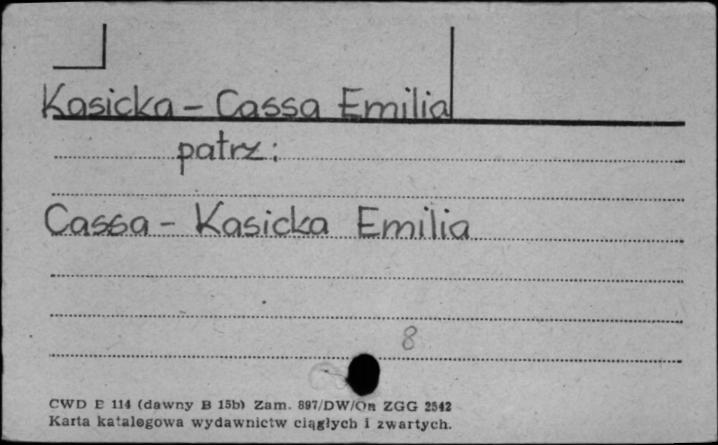 Kasicka - Cassa Emilia
patrz:
Cassa - Kasicka Emilia
8
CWD E 114 (dawny B 15b) Zam. 897/DW/On ZGG 2542
Karta katalogowa wydawnictw ciągłych i zwartych.